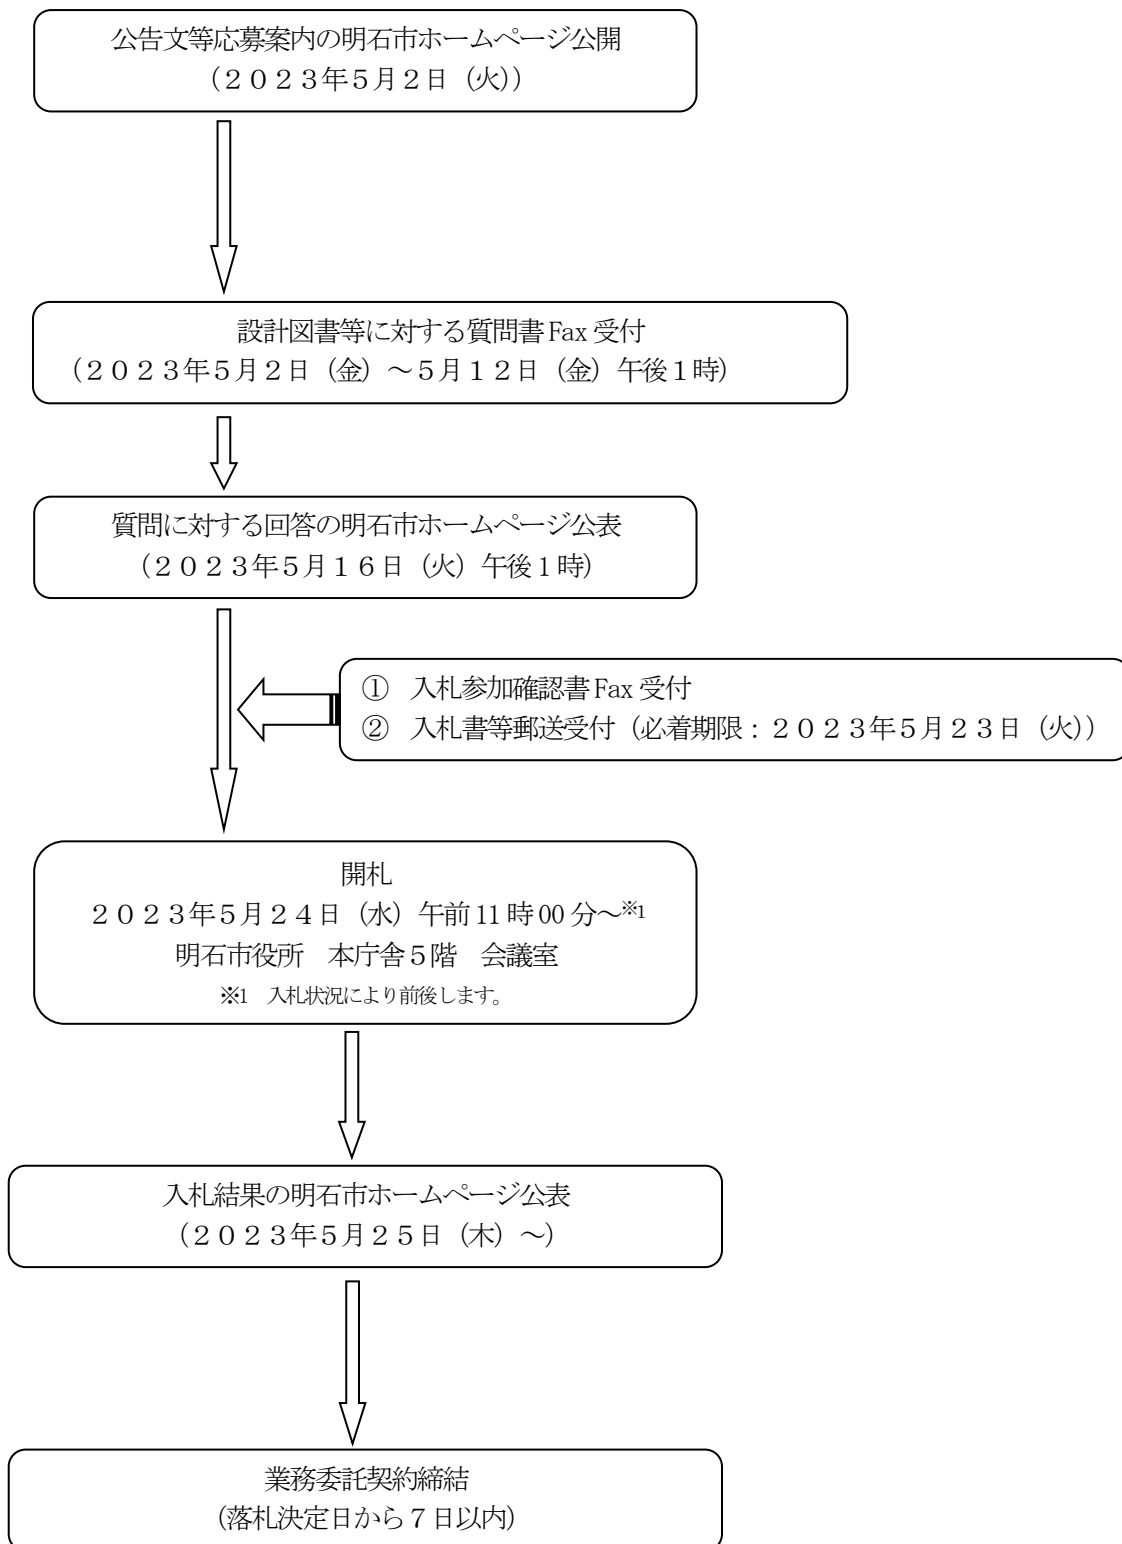 公告文等応募案内の明石市ホームページ公開
（２０２３年５月２日（火））
設計図書等に対する質問書 Fax 受付
（２０２３年５月２日（金）～５月１２日（金）午後１時）
質問に対する回答の明石市ホームページ公表
（２０２３年５月１６日（火）午後１時）
① 入札参加確認書 Fax 受付
② 入札書等郵送受付（必着期限：２０２３年５月２３日（火））
開札
２０２３年５月２４日（水）午前 11 時 00 分～※1
明石市役所　本庁舎５階　会議室
※1　入札状況により前後します。
入札結果の明石市ホームページ公表
（２０２３年５月２５日（木）～）
業務委託契約締結
（落札決定日から７日以内）